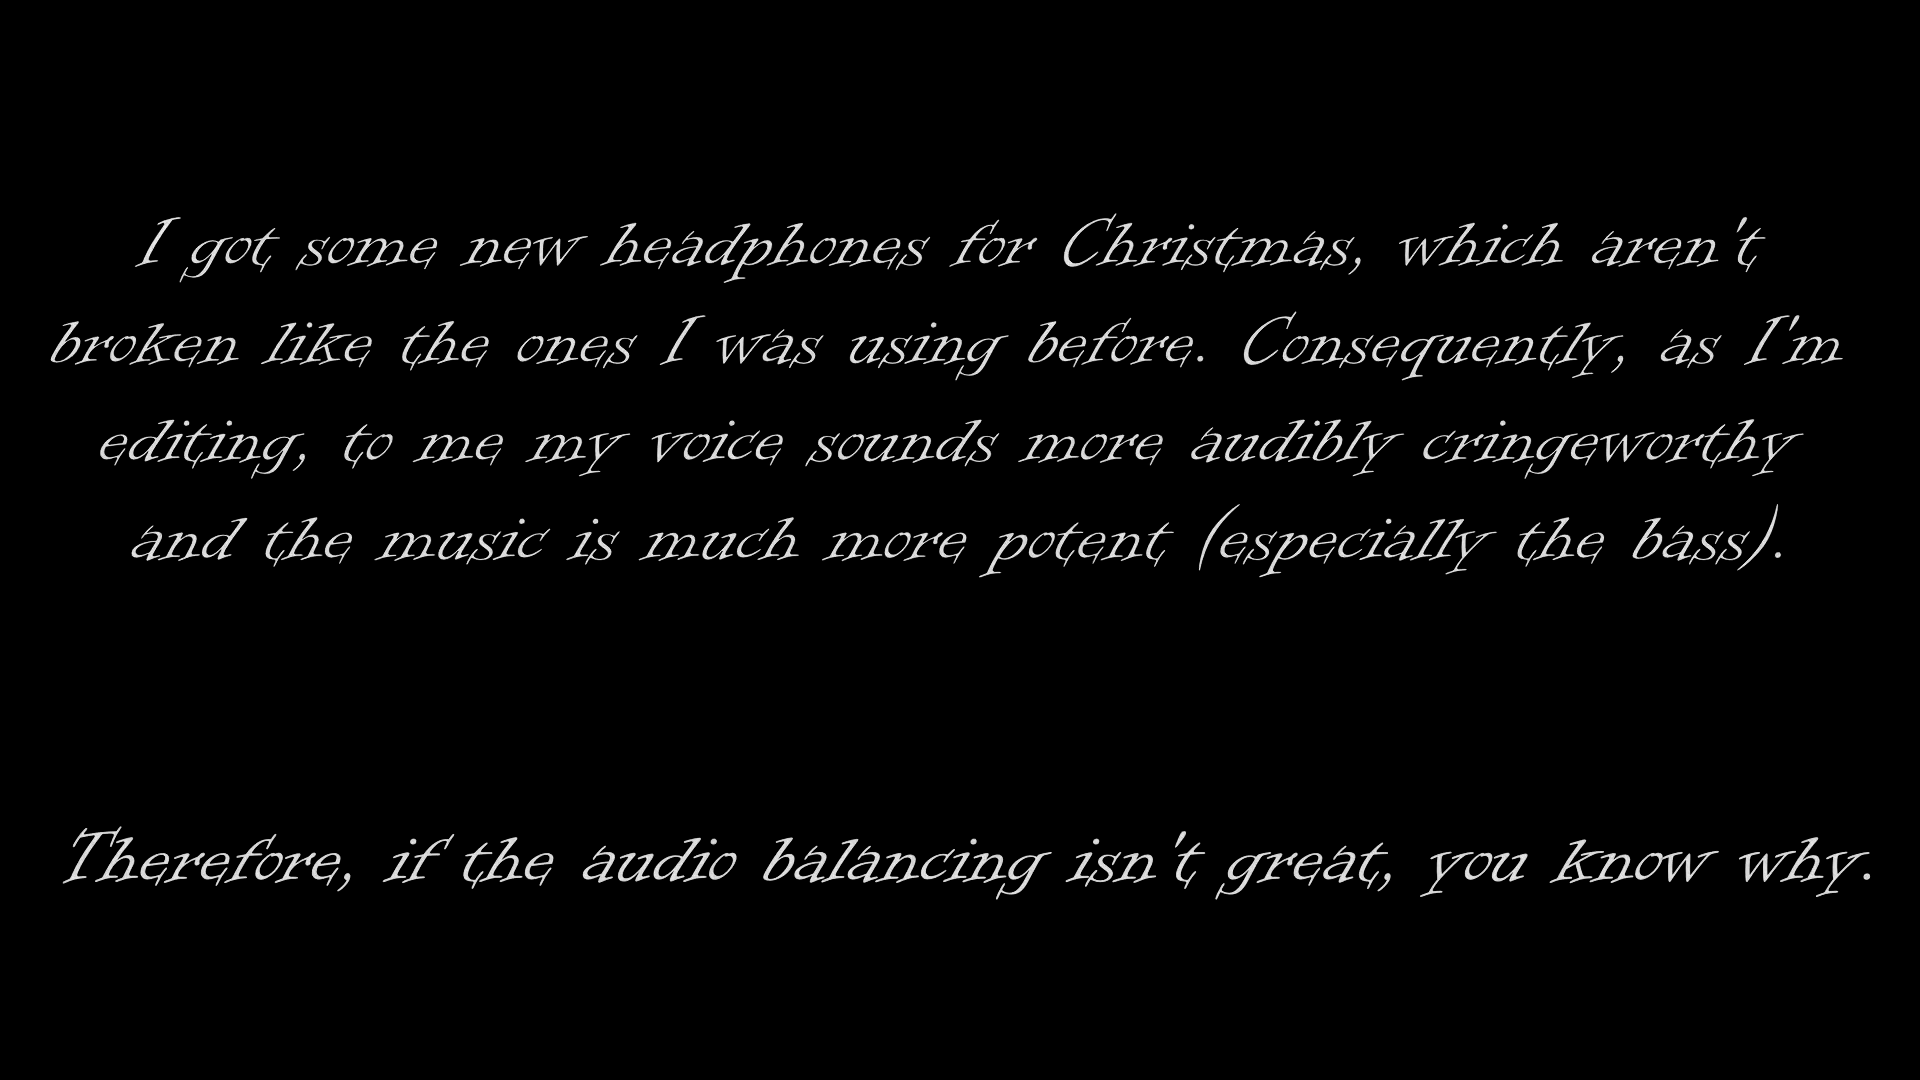 I got some new headphones for Christmas, which aren't
broken like the ones I was using before. Consequently, as I'm
editing, to me my voice sounds more audibly cringeworthy
and the music is much more potent (especially the bass).
Therefore, if the audio balancing isn't great, you know why.